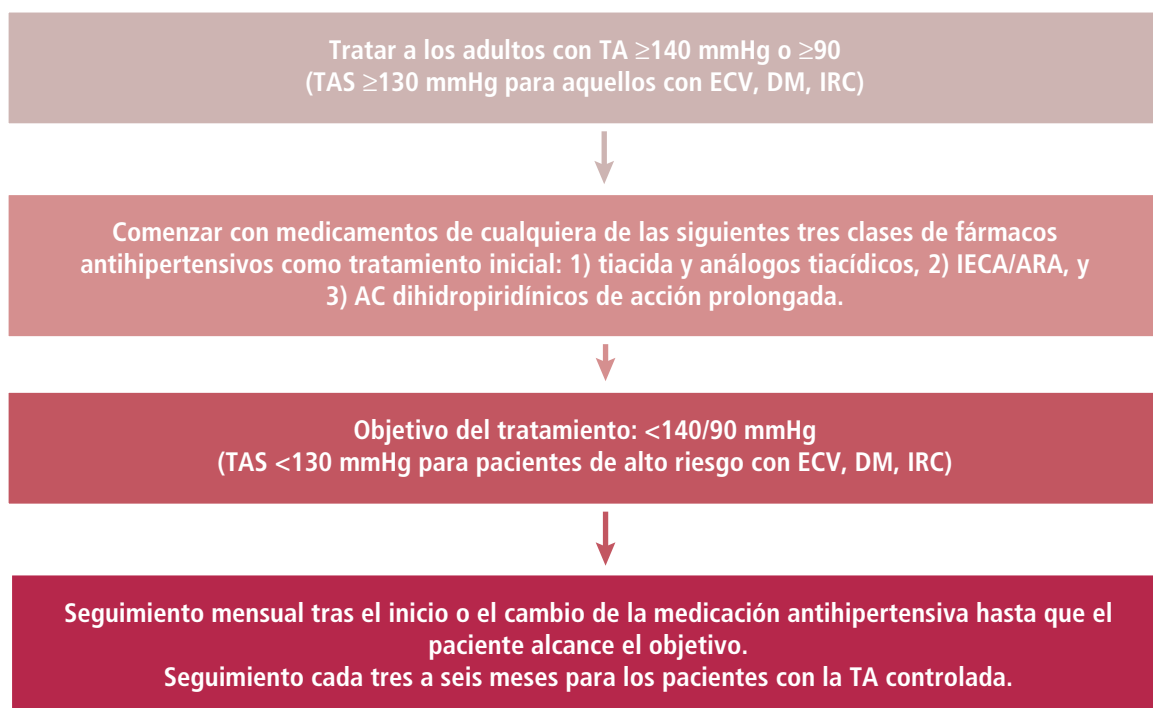 Tratar a los adultos con TA ≥140 mmHg o ≥90
(TAS ≥130 mmHg para aquellos con ECV, DM, IRC)
Comenzar con medicamentos de cualquiera de las siguientes tres clases de fármacos
antihipertensivos como tratamiento inicial: 1) tiacida y análogos tiacídicos, 2) IECA/ARA, y
3) AC dihidropiridínicos de acción prolongada.
Objetivo del tratamiento: <140/90 mmHg
(TAS <130 mmHg para pacientes de alto riesgo con ECV, DM, IRC)
Seguimiento mensual tras el inicio o el cambio de la medicación antihipertensiva hasta que el
paciente alcance el objetivo.
Seguimiento cada tres a seis meses para los pacientes con la TA controlada.